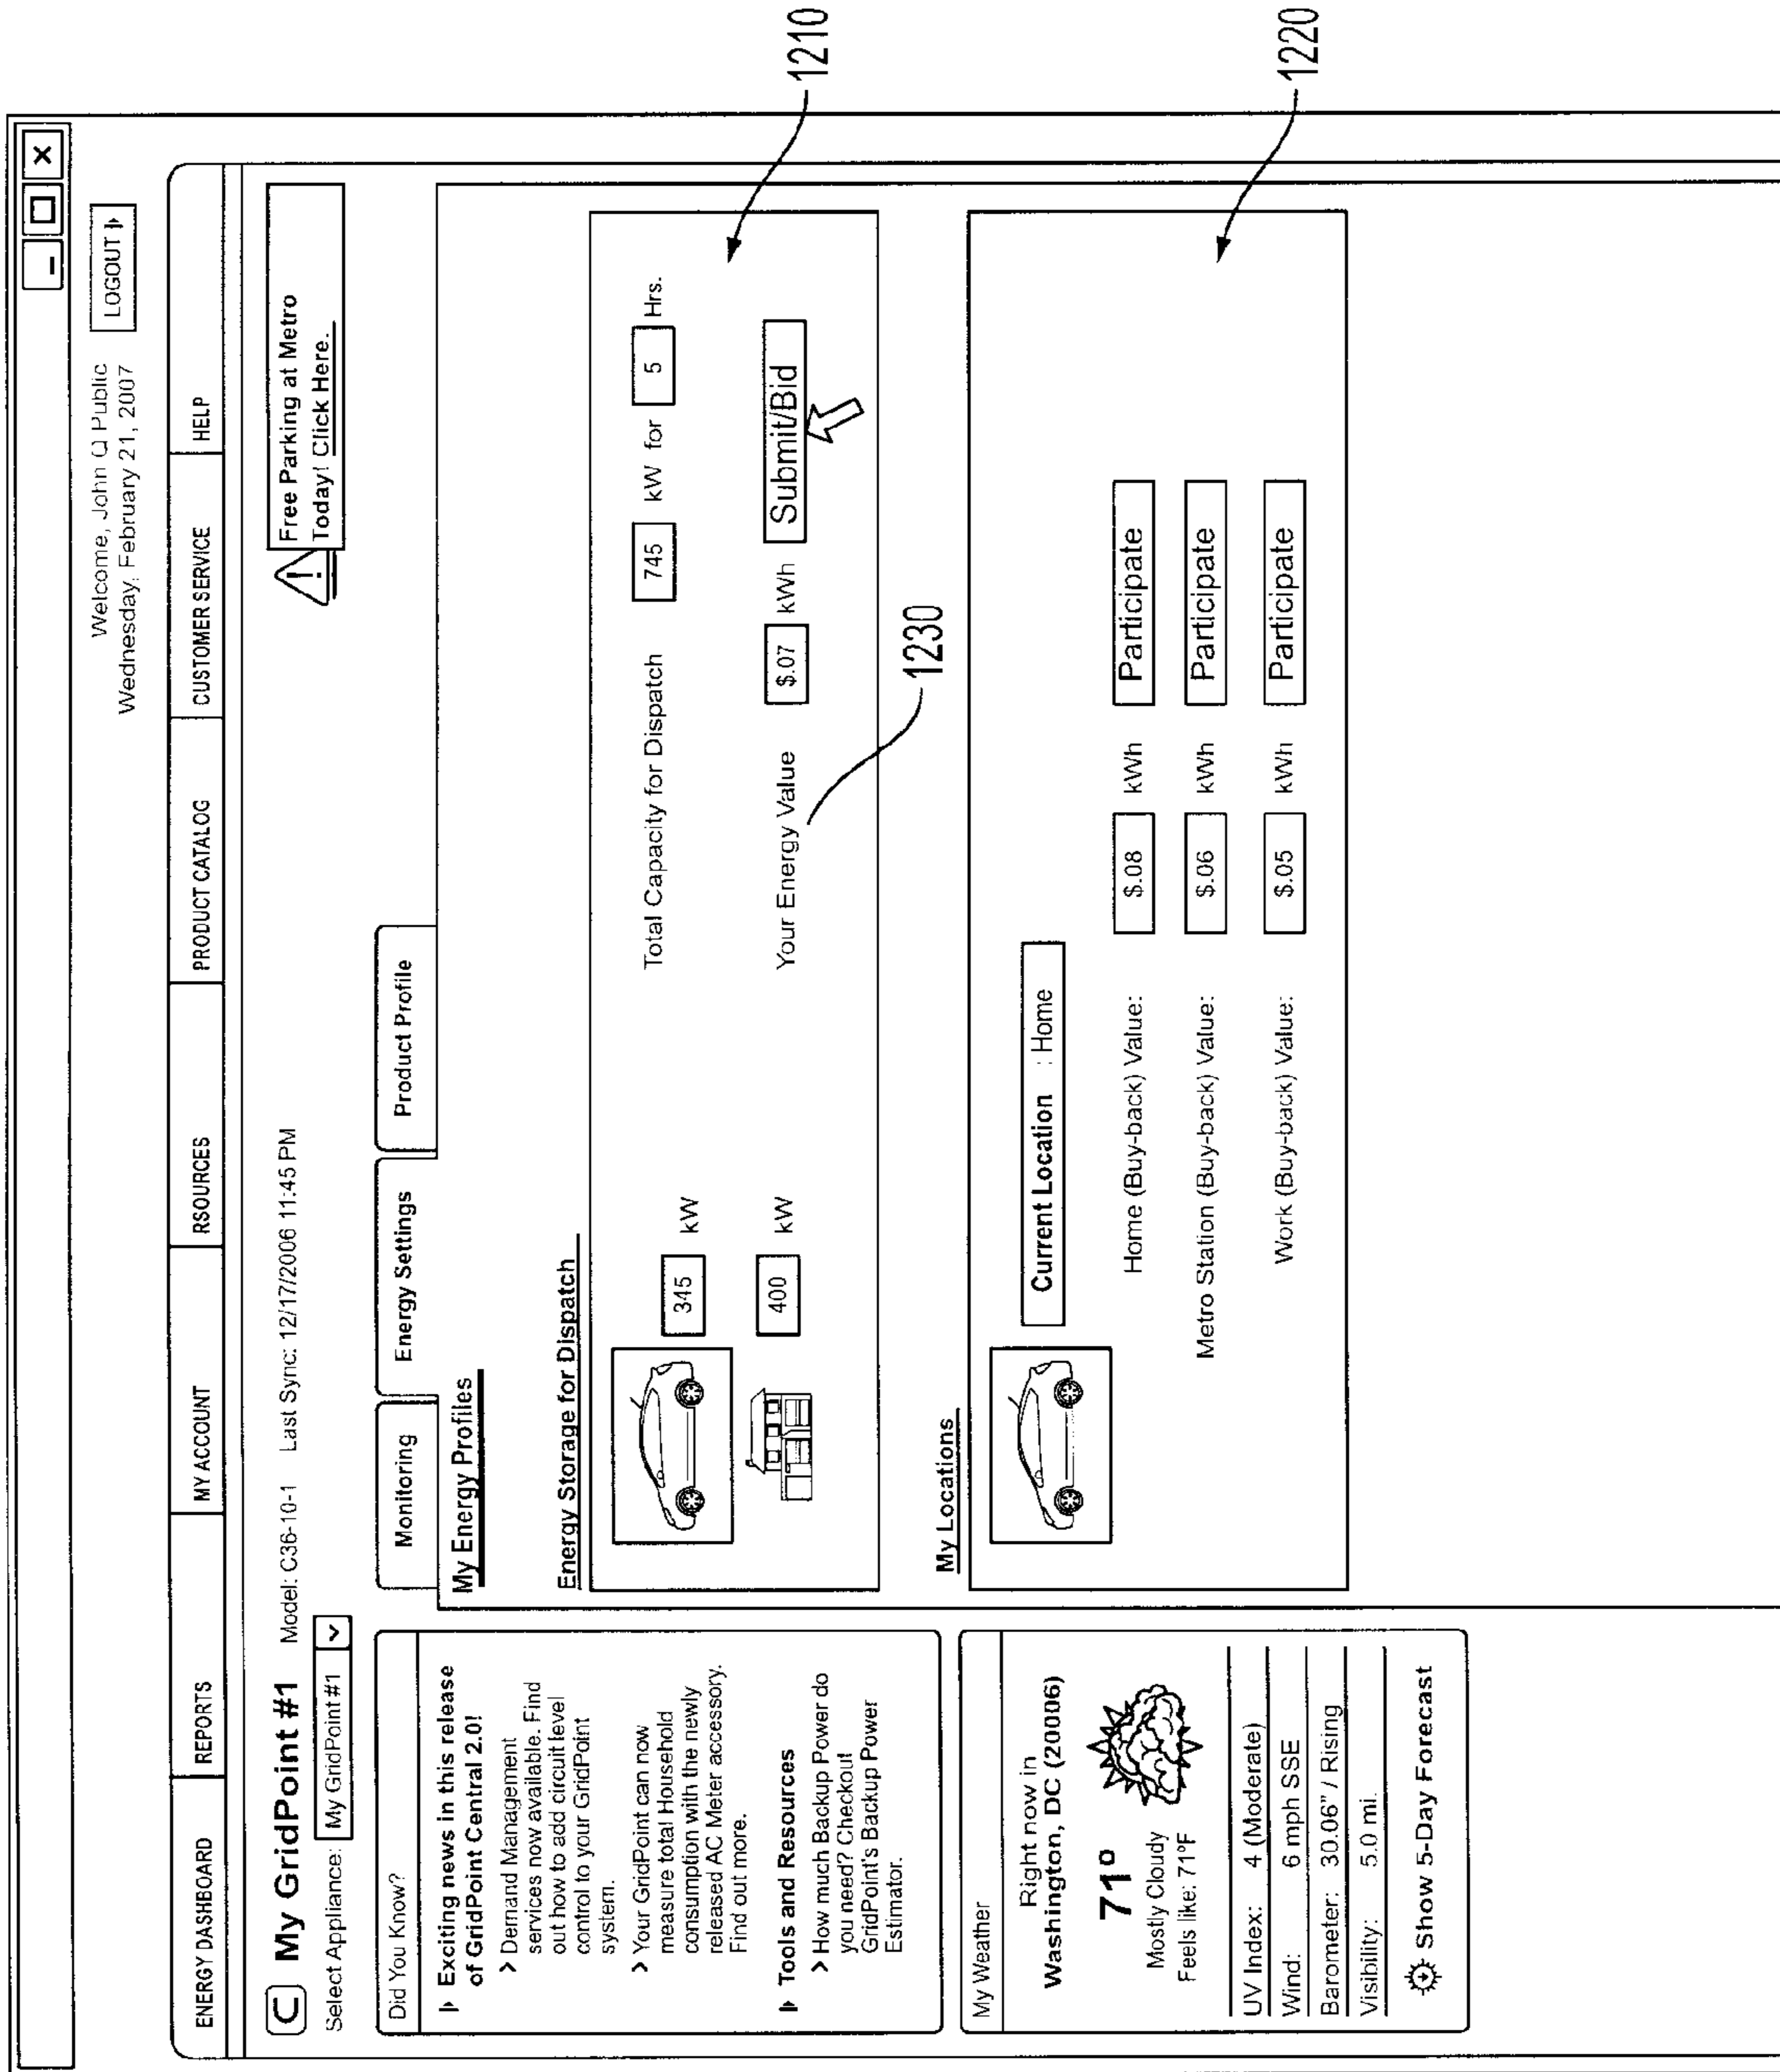 Welcome, John Q Public
Wednesday, February 21, 2007
LOGOUT
ENERGY DASHBOARD REPORTS MY ACCOUNT RSOURCES PRODUCT CATALOG CUSTOMER SERVICE HELP
C My GridPoint #1 Model: C36-10-1 Last Sync: 12/17/2006 11:45 PM
Select Appliance: My GridPoint #1
! Free Parking at Metro
Today! Click Here.
Did You Know?
Exciting news in this release
of GridPoint Central 2.0!
> Demand Management
services now available. Find
out how to add circuit level
control to your GridPoint
system.
> Your GridPoint can now
measure total Household
consumption with the newly
released AC Meter accessory.
Find out more.
Tools and Resources
> How much Backup Power do
you need? Checkout
GridPoint's Backup Power
Estimator.
My Weather
Right now in
Washington, DC (20006)
71°
Mostly Cloudy
Feels like: 71°F
UV Index: 4 (Moderate)
Wind: 6 mph SSE
Barometer: 30.06" / Rising
Visibility: 5.0 mi.
Show 5-Day Forecast
Monitoring Energy Settings Product Profile
My Energy Profiles
Energy Storage for Dispatch
345 kW Total Capacity for Dispatch 745 kW for 5 Hrs.
400 kW Your Energy Value $.07 kWh Submit/Bid
1210
1230
My Locations
Current Location : Home
Home (Buy-back) Value: $.08 kWh Participate
Metro Station (Buy-back) Value: $.06 kWh Participate
Work (Buy-back) Value: $.05 kWh Participate
1220